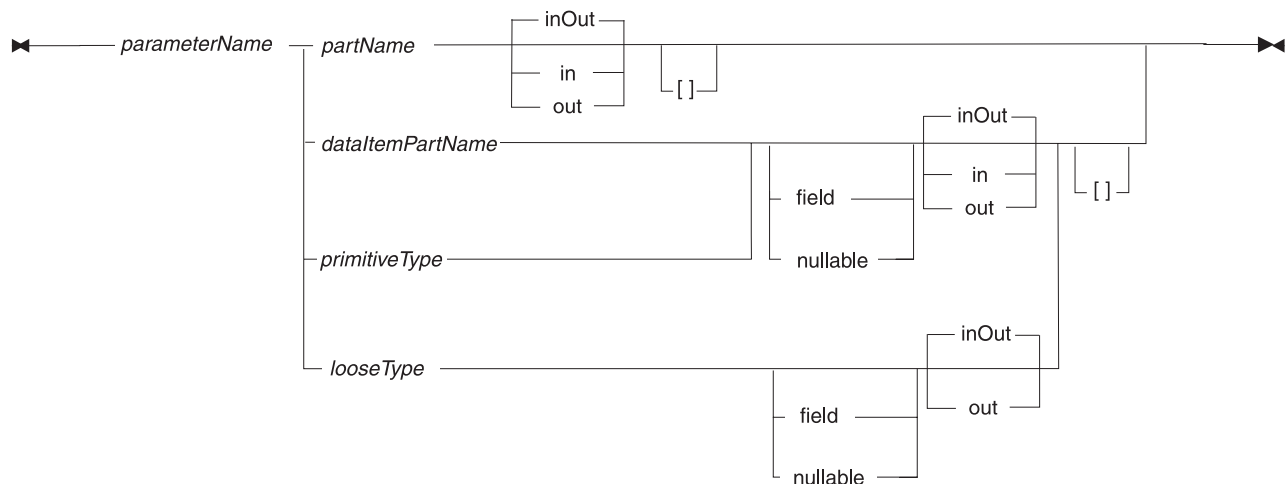 inOut
parameterName partName
in
[ ]
out
inOut
dataItemPartName
in
field
[ ]
out
primitiveType
nullable
inOut
looseType
out
field
nullable